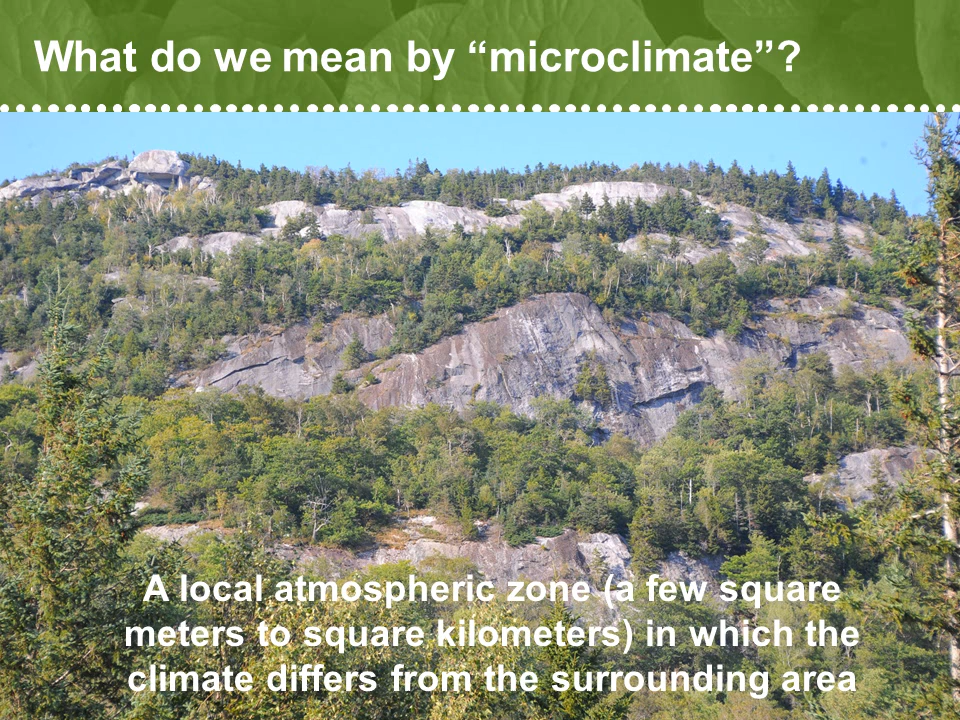 What do we mean by “microclimate”?
A local atmospheric zone (a few square
meters to square kilometers) in which the
climate differs from the surrounding area